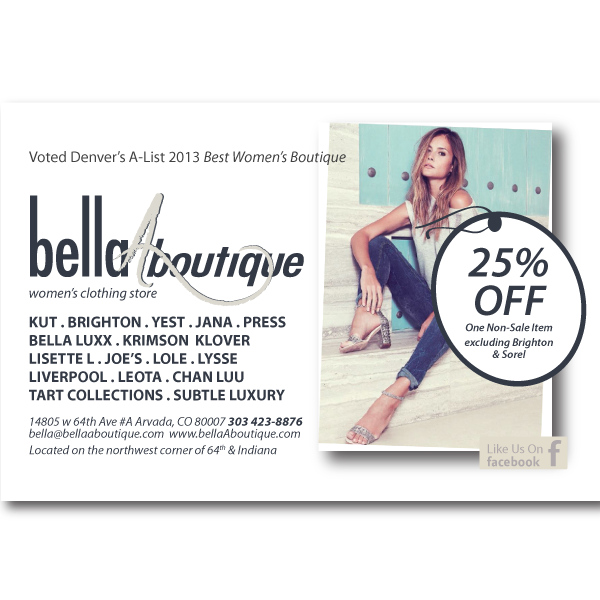 Voted Denver's A-List 2013 Best Women's Boutique
bella A boutique
women's clothing store
KUT . BRIGHTON . YEST . JANA . PRESS
BELLA LUXX . KRIMSON KLOVER
LISETTE L . JOE'S . LOLE . LYSSE
LIVERPOOL . LEOTA . CHAN LUU
TART COLLECTIONS . SUBTLE LUXURY
14805 w 64th Ave #A Arvada, CO 80007 303 423-8876
bella@bellaaboutique.com www.bellaAboutique.com
Located on the northwest corner of 64th & Indiana
25%
OFF
One Non-Sale Item
excluding Brighton
& Sorel
Like Us On
facebook f